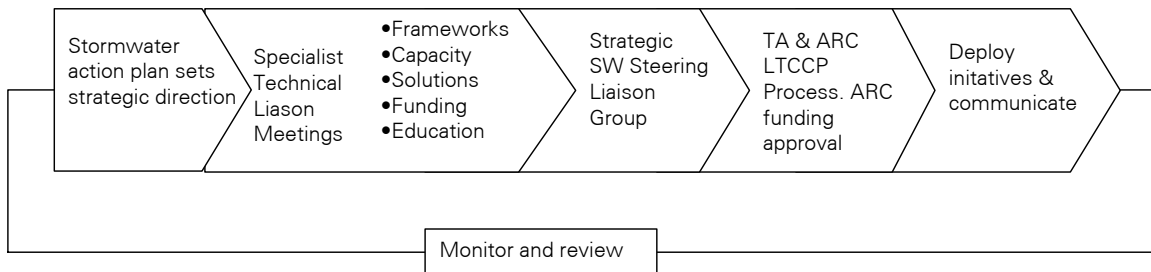 Stormwater
action plan sets
strategic direction
Specialist
Technical
Liason
Meetings
•Frameworks
•Capacity
•Solutions
•Funding
•Education
Strategic
SW Steering
Liaison
Group
TA & ARC
LTCCP
Process. ARC
funding
approval
Deploy
initatives &
communicate
Monitor and review